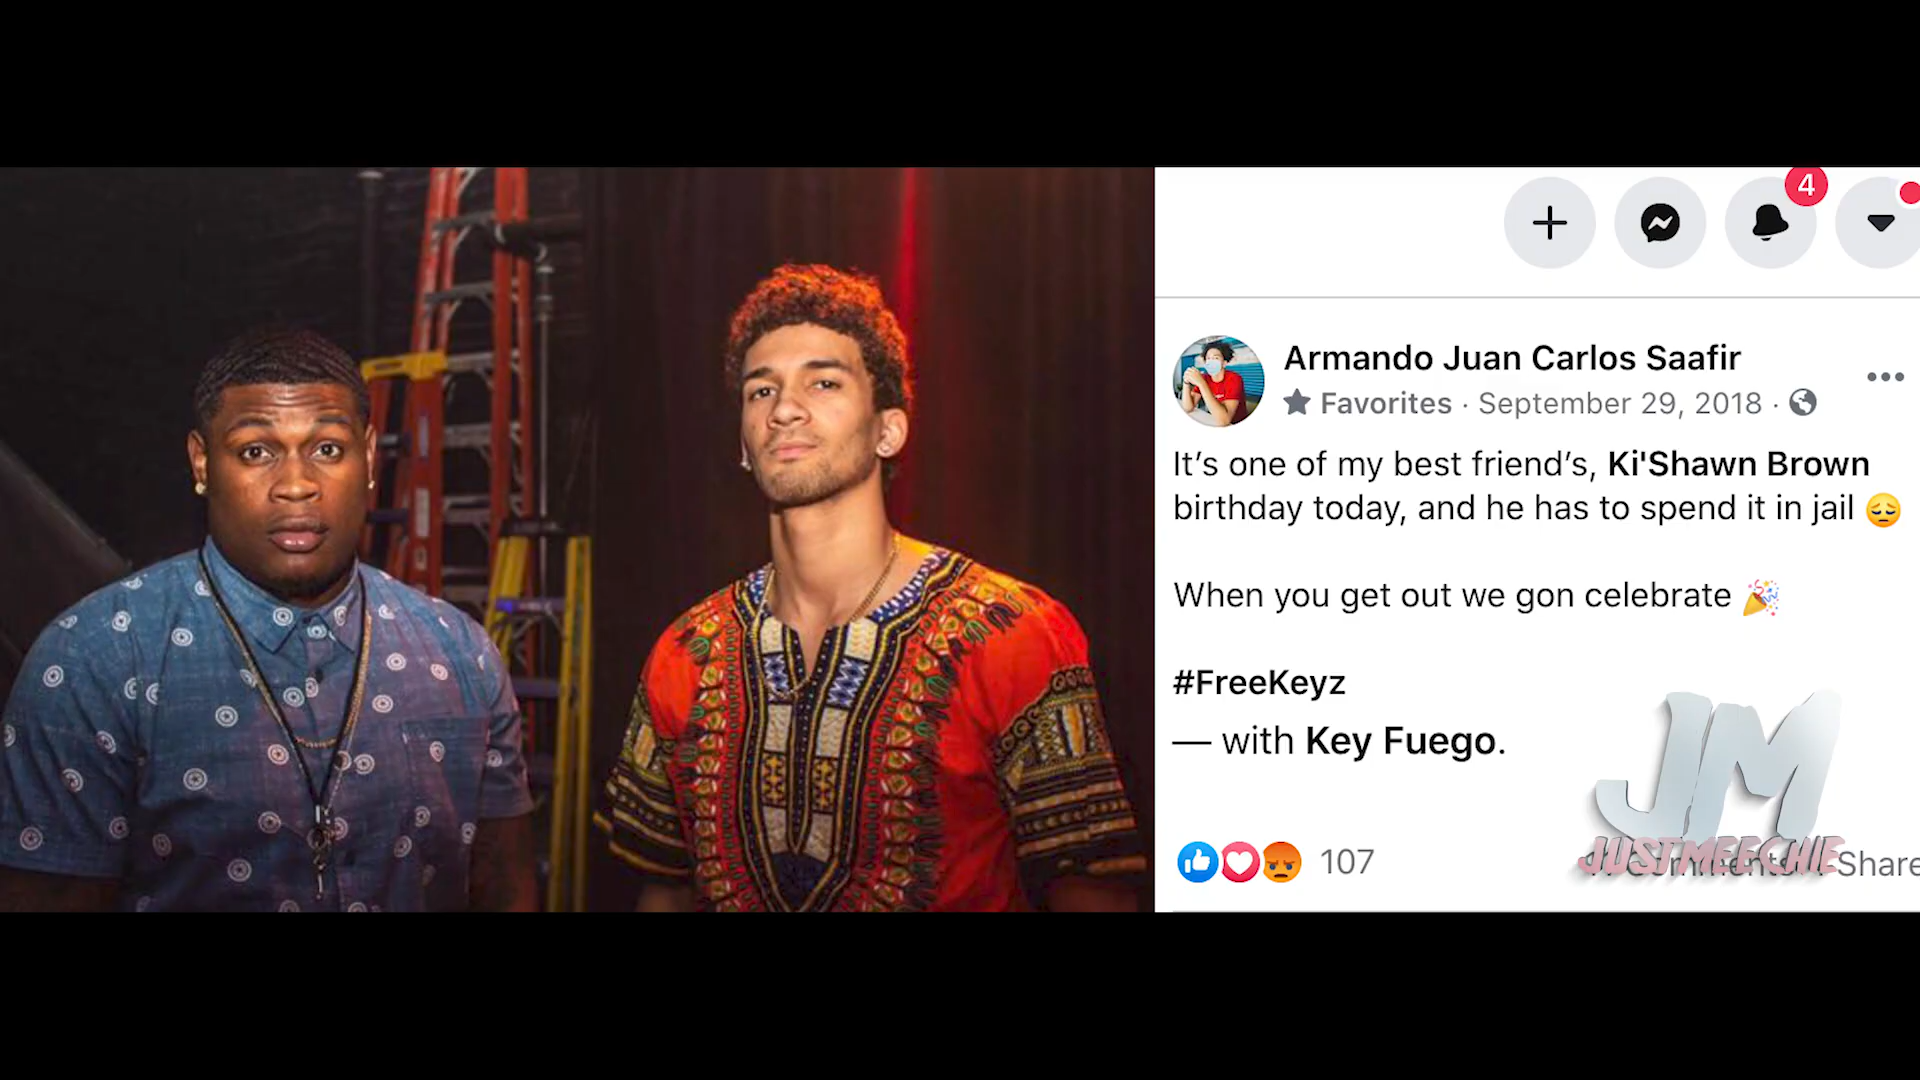 4
Armando Juan Carlos Saafir
Favorites · September 29, 2018 ·
It's one of my best friend's, Ki'Shawn Brown
birthday today, and he has to spend it in jail 😔
When you get out we gon celebrate 🎉
#FreeKeyz
— with Key Fuego.
107
Comments
Share
JM
JUSTMEECHIE